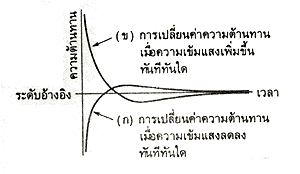 ความต้านทาน
(ข) การเปลี่ยนค่าความต้านทาน
เมื่อความเข้มแสงเพิ่มขึ้น
ทันทีทันใด
ระดับอ้างอิง
เวลา
(ก) การเปลี่ยนค่าความต้านทาน
เมื่อความเข้มแสงลดลง
ทันทีทันใด